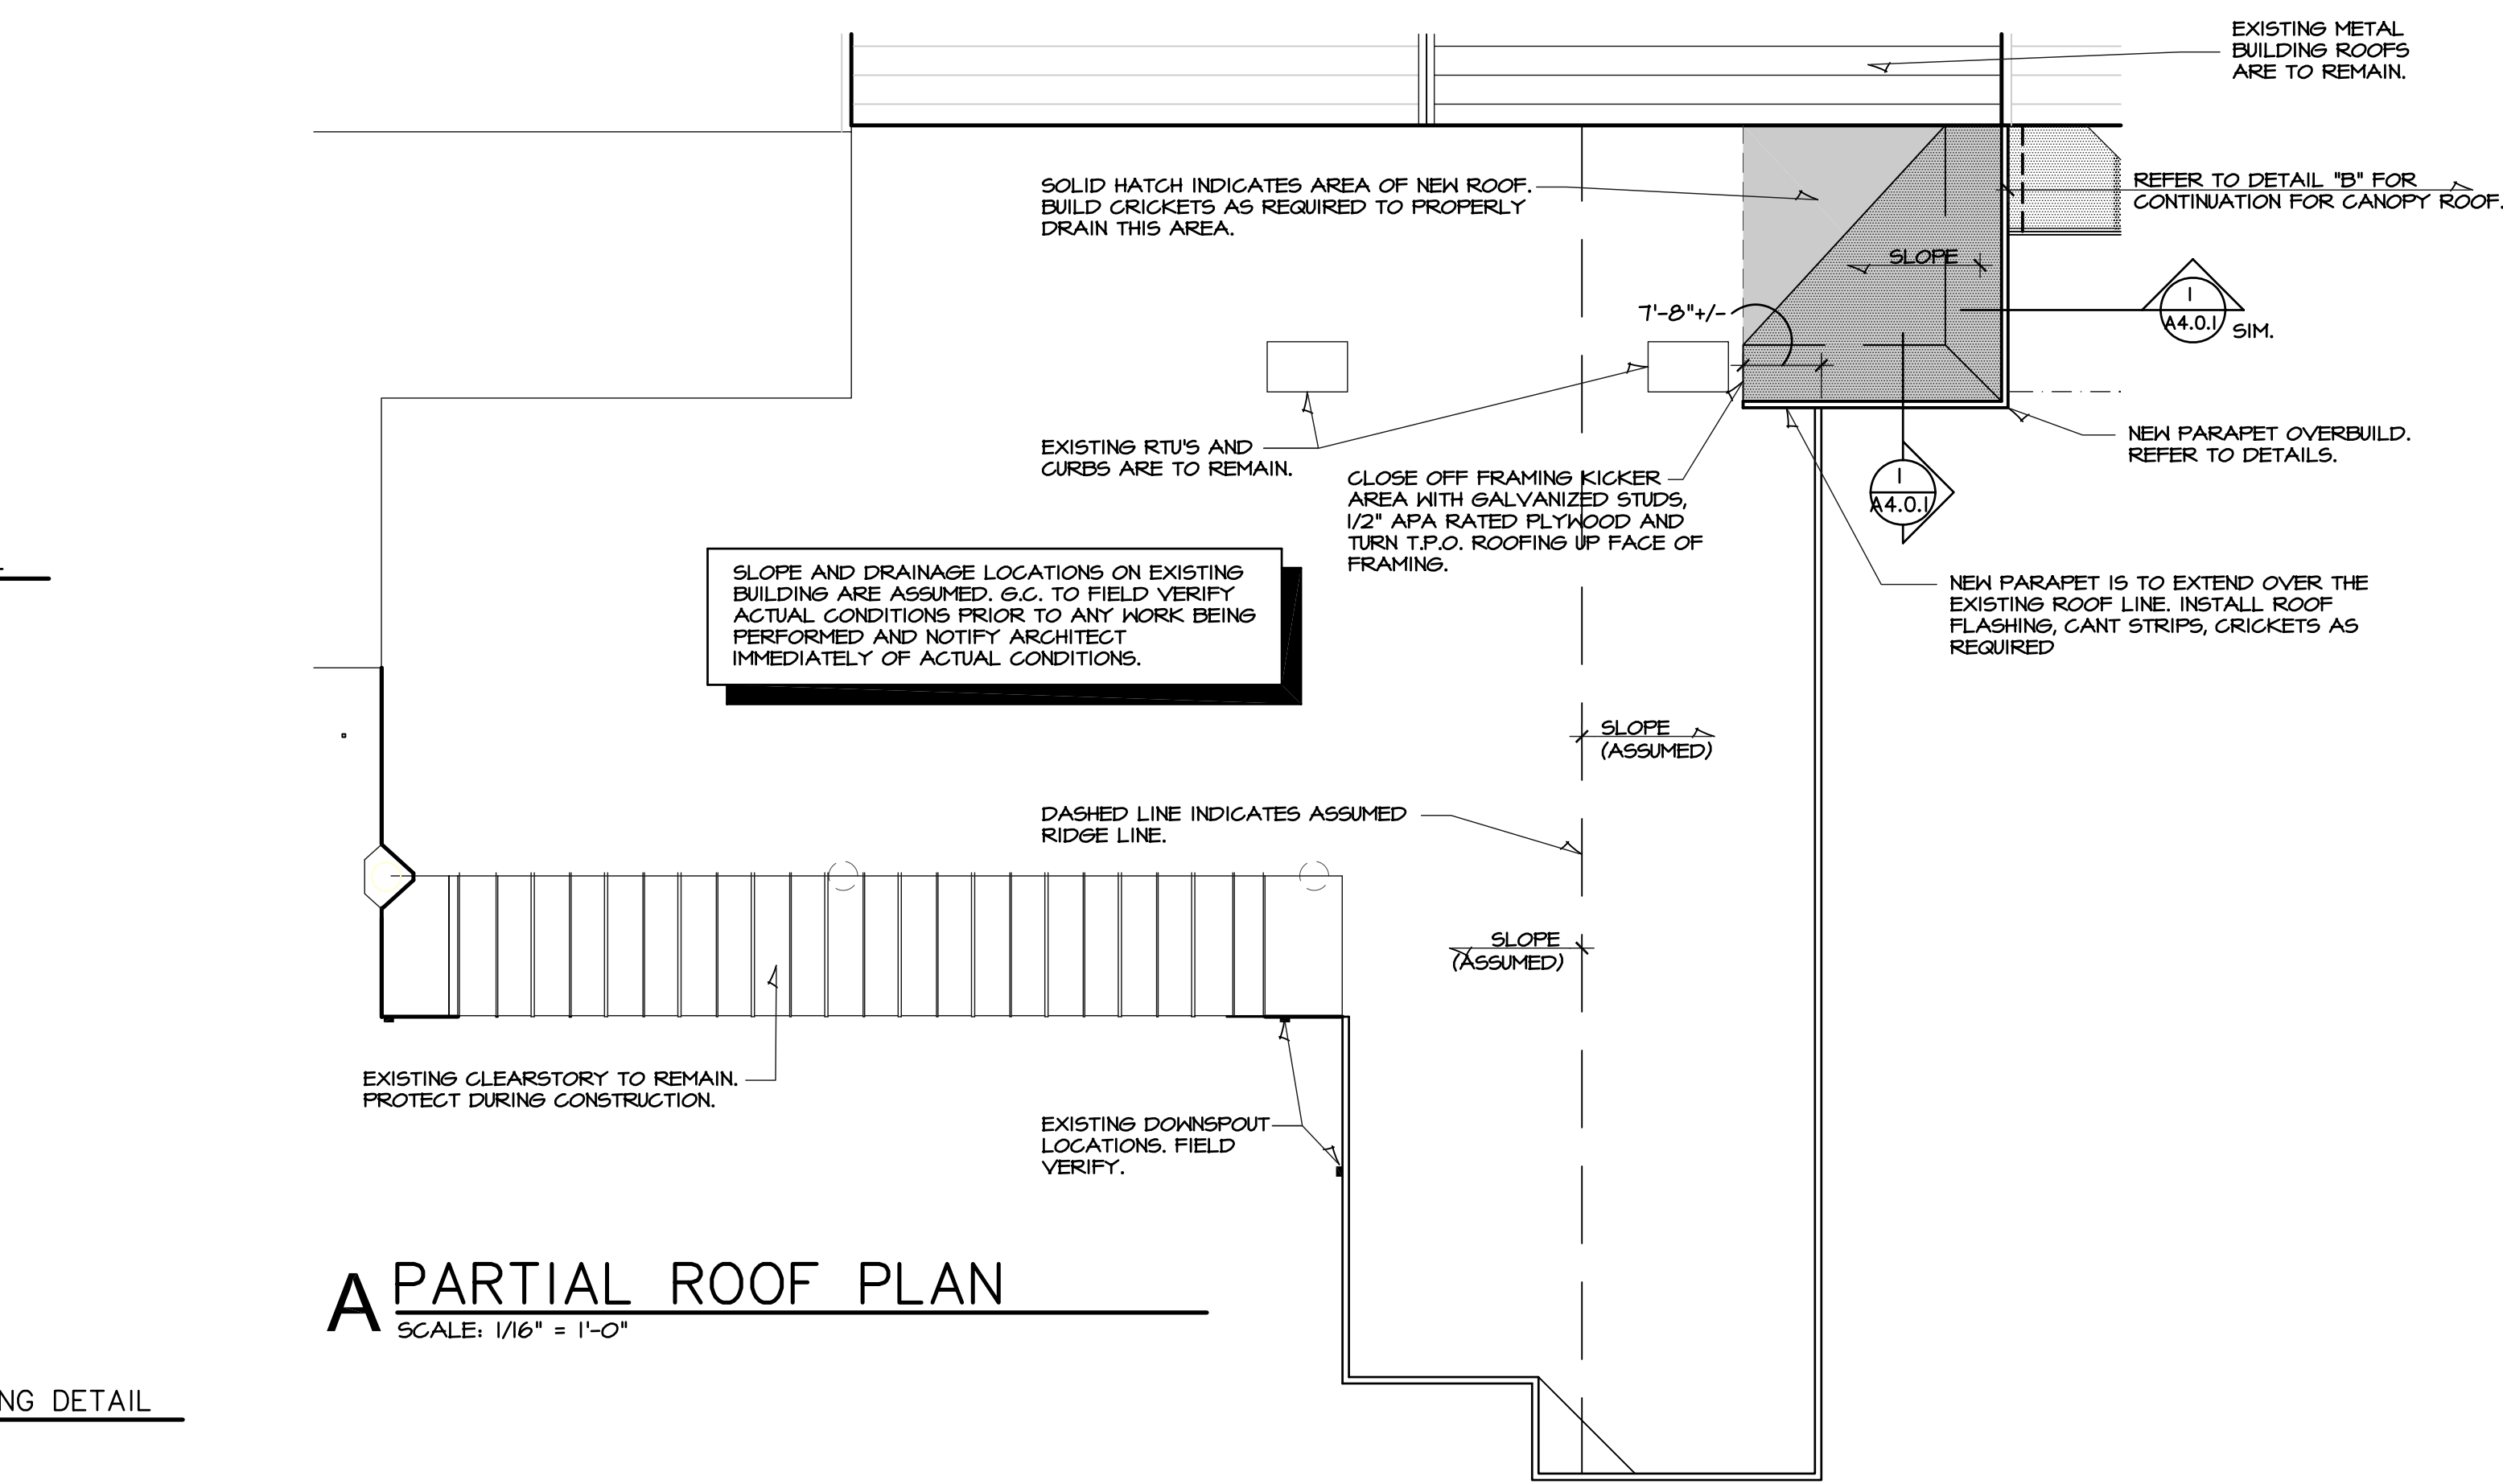 EXISTING METAL
BUILDING ROOFS
ARE TO REMAIN.
SOLID HATCH INDICATES AREA OF NEW ROOF.
BUILD CRICKETS AS REQUIRED TO PROPERLY
DRAIN THIS AREA.
REFER TO DETAIL "B" FOR
CONTINUATION FOR CANOPY ROOF.
SLOPE
7'-8"+/-
1
A4.0.1
SIM.
EXISTING RTU'S AND
CURBS ARE TO REMAIN.
CLOSE OFF FRAMING KICKER
AREA WITH GALVANIZED STUDS,
1/2" APA RATED PLYWOOD AND
TURN T.P.O. ROOFING UP FACE OF
FRAMING.
1
A4.0.1
NEW PARAPET OVERBUILD.
REFER TO DETAILS.
SLOPE AND DRAINAGE LOCATIONS ON EXISTING
BUILDING ARE ASSUMED. G.C. TO FIELD VERIFY
ACTUAL CONDITIONS PRIOR TO ANY WORK BEING
PERFORMED AND NOTIFY ARCHITECT
IMMEDIATELY OF ACTUAL CONDITIONS.
NEW PARAPET IS TO EXTEND OVER THE
EXISTING ROOF LINE. INSTALL ROOF
FLASHING, CANT STRIPS, CRICKETS AS
REQUIRED
SLOPE
(ASSUMED)
DASHED LINE INDICATES ASSUMED
RIDGE LINE.
SLOPE
(ASSUMED)
EXISTING CLEARSTORY TO REMAIN.
PROTECT DURING CONSTRUCTION.
EXISTING DOWNSPOUT
LOCATIONS. FIELD
VERIFY.
A PARTIAL ROOF PLAN
SCALE: 1/16" = 1'-0"
NG DETAIL